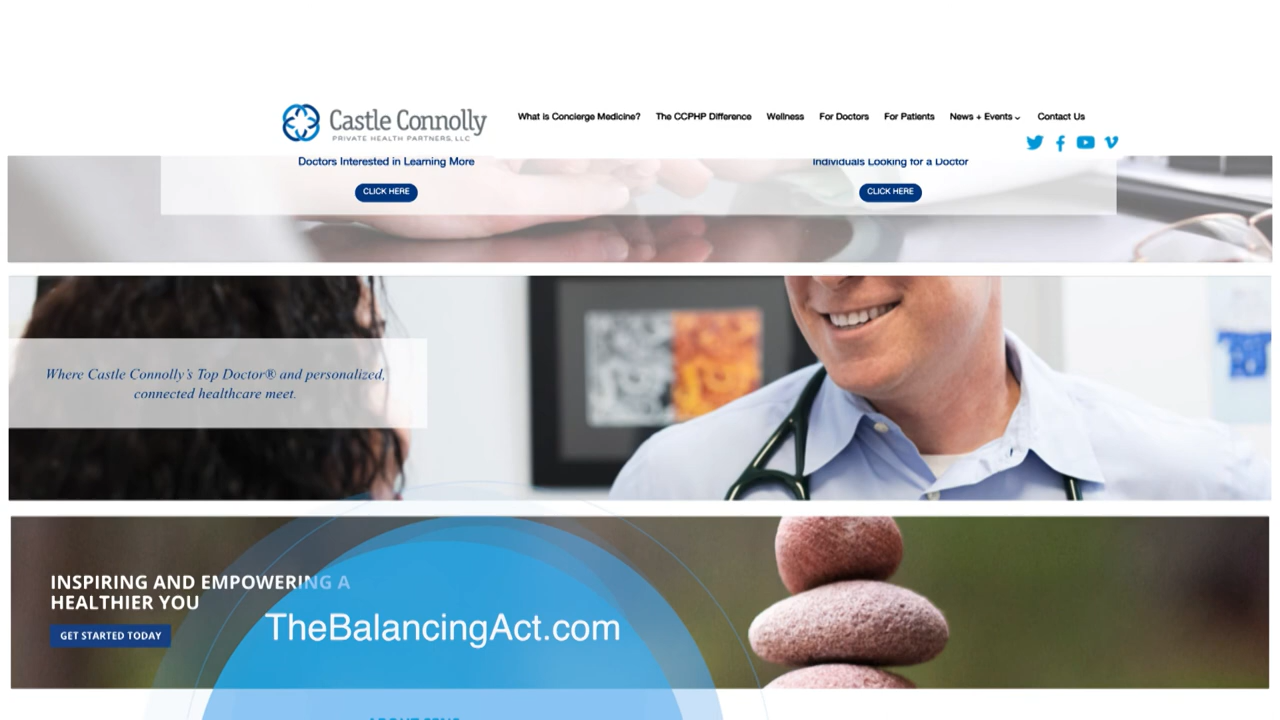 Castle Connolly
PRIVATE HEALTH PARTNERS, LLC
What is Concierge Medicine? The CCPHP Difference Wellness For Doctors For Patients News + Events Contact Us
Doctors Interested in Learning More
CLICK HERE
Individuals Looking for a Doctor
CLICK HERE
Where Castle Connolly's Top Doctor® and personalized,
connected healthcare meet.
INSPIRING AND EMPOWERING A
HEALTHIER YOU
GET STARTED TODAY
TheBalancingAct.com